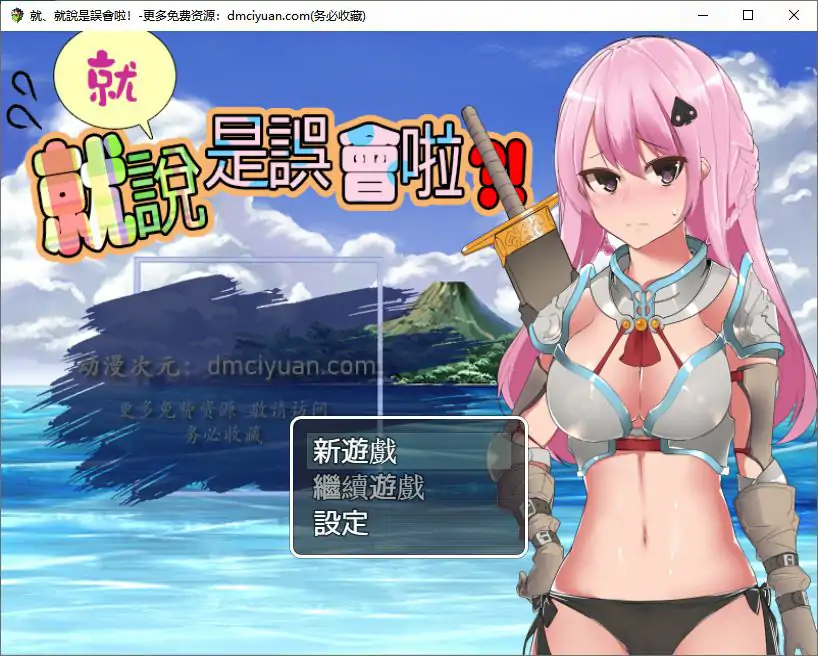 就、就說是誤會啦！-更多免费资源：dmciyuan.com(务必收藏)
就
就說是誤會啦?!
动漫次元：dmciyuan.com
更多免费资源 敬请访问
务必收藏
新遊戲
繼續遊戲
設定